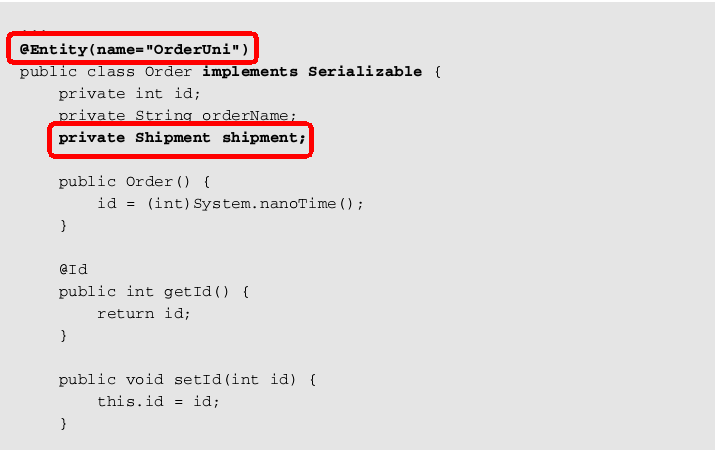 ...
@Entity(name="OrderUni")
public class Order implements Serializable {
    private int id;
    private String orderName;
    private Shipment shipment;

    public Order() {
        id = (int)System.nanoTime();
    }

    @Id
    public int getId() {
        return id;
    }

    public void setId(int id) {
        this.id = id;
    }